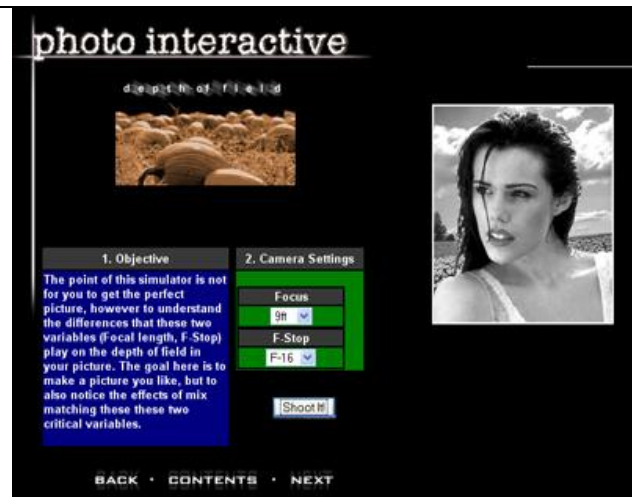 photo interactive
depth-of field
1. Objective
The point of this simulator is not
for you to get the perfect
picture, however to understand
the differences that these two
variables (Focal length, F-Stop)
play on the depth of field in
your picture. The goal here is to
make a picture you like, but to
also notice the effects of mix
matching these these two
critical variables.
2. Camera Settings
Focus
9ft
F-Stop
F-16
Shoot It!
BACK · CONTENTS · NEXT